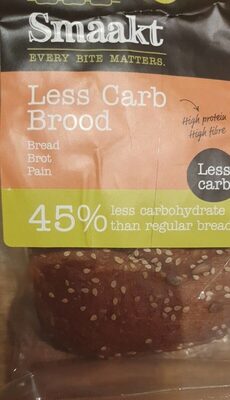 Smaakt
EVERY BITE MATTERS.
Less Carb
Brood
Bread
Brot
Pain
High protein
High fibre
Less
carb
45% less carbohydrate
than regular bread